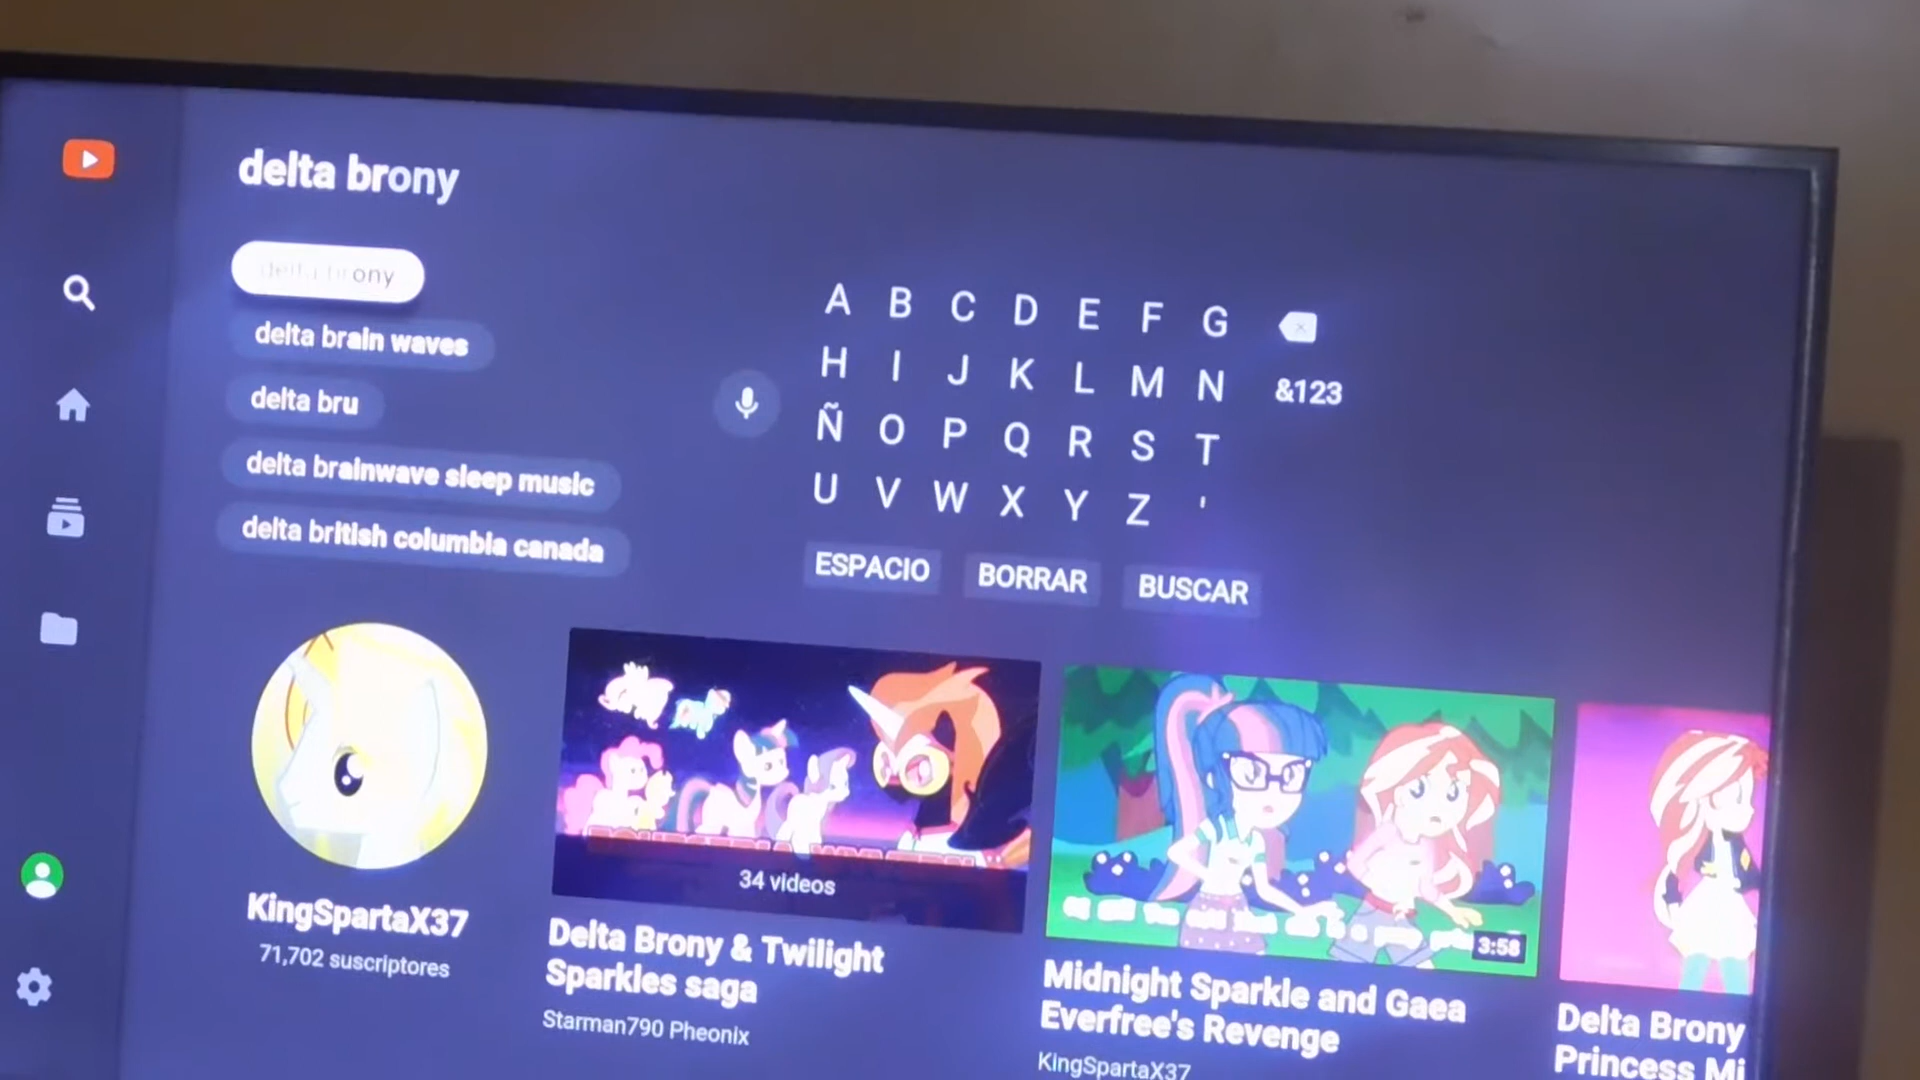 delta brony
delta brony
delta brain waves
delta bru
delta brainwave sleep music
delta british columbia canada
A B C D E F G
H I J K L M N &123
Ñ O P Q R S T
U V W X Y Z '
ESPACIO BORRAR BUSCAR
KingSpartaX37
71,702 suscriptores
34 videos
Delta Brony & Twilight
Sparkles saga
Starman790 Pheonix
3:58
Midnight Sparkle and Gaea
Everfree's Revenge
KingSpartaX37
Delta Brony
Princess Mi